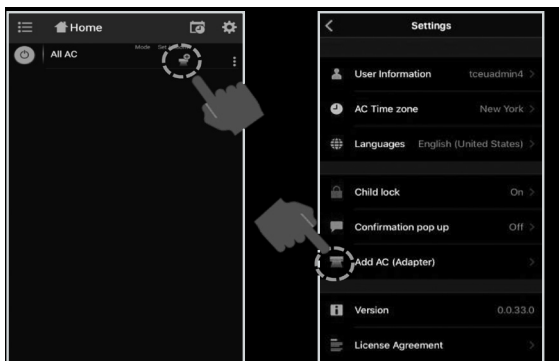 Home
All AC
Mode
Settings
User Information tceuadmin4
AC Time zone New York
Languages English (United States)
Child lock On
Confirmation pop up Off
Add AC (Adapter)
Version 0.0.33.0
License Agreement